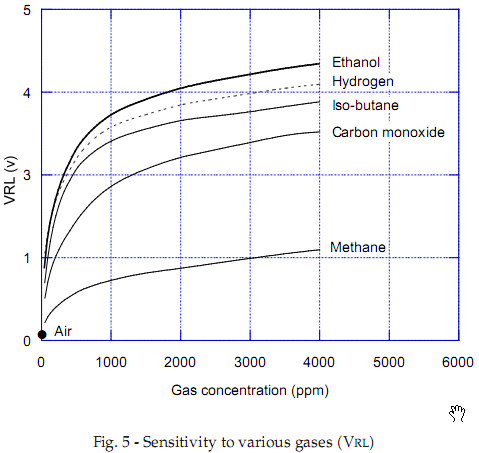 5
4
3
1
0
VRL (v)
Ethanol
Hydrogen
Iso-butane
Carbon monoxide
Methane
Air
0 1000 2000 3000 4000 5000 6000
Gas concentration (ppm)
Fig. 5 - Sensitivity to various gases (VRL)